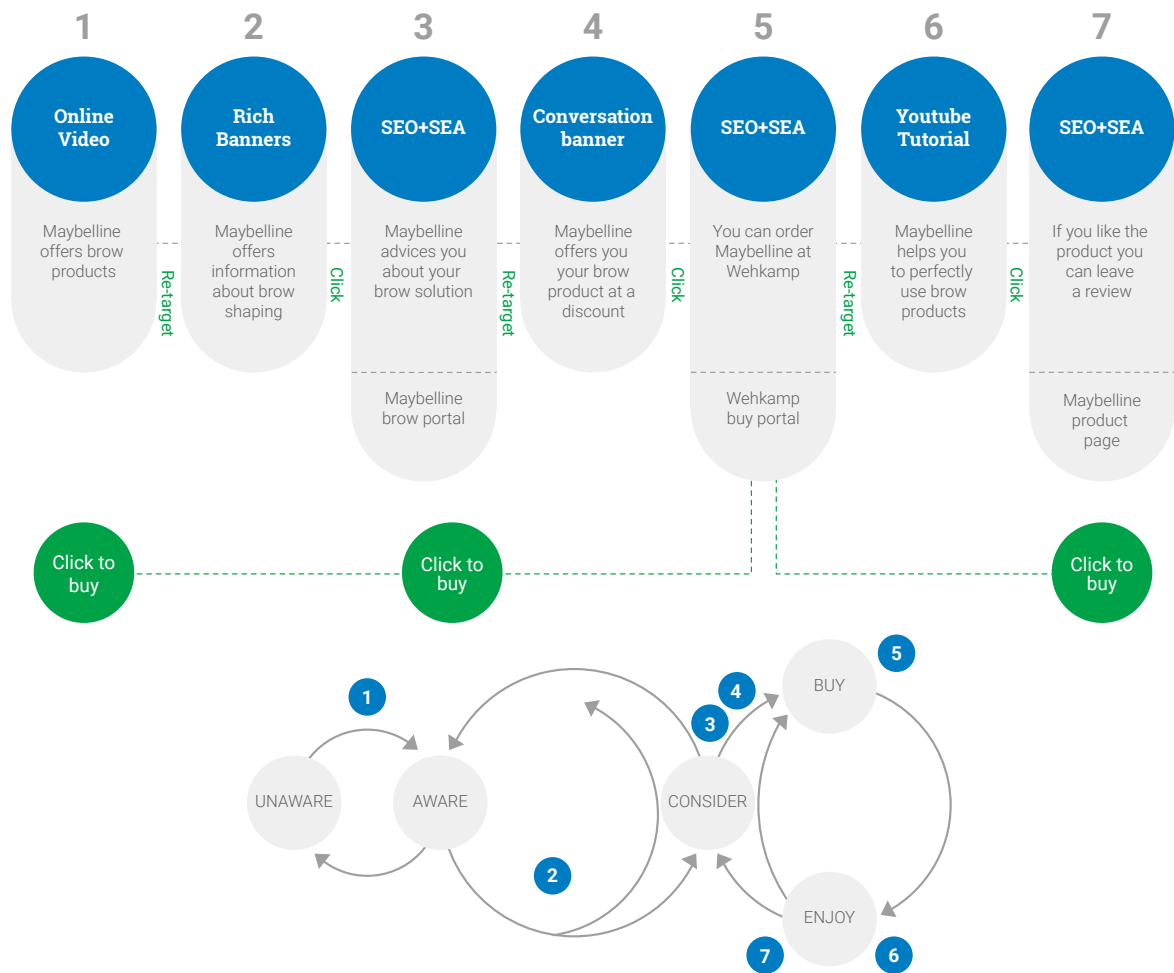 1
2
3
4
5
6
7
Online
Video
Rich
Banners
SEO+SEA
Conversation
banner
SEO+SEA
Youtube
Tutorial
SEO+SEA
Maybelline
offers brow
products
Re-target
Maybelline
offers
information
about brow
shaping
Click
Maybelline
advices you
about your
brow solution
Re-target
Maybelline
offers you
your brow
product at a
discount
Click
You can order
Maybelline at
Wehkamp
Re-target
Maybelline
helps you
to perfectly
use brow
products
Click
If you like the
product you
can leave
a review
Maybelline
brow portal
Wehkamp
buy portal
Maybelline
product
page
Click to
buy
Click to
buy
Click to
buy
1
2
3
4
5
6
7
UNAWARE
AWARE
CONSIDER
BUY
ENJOY